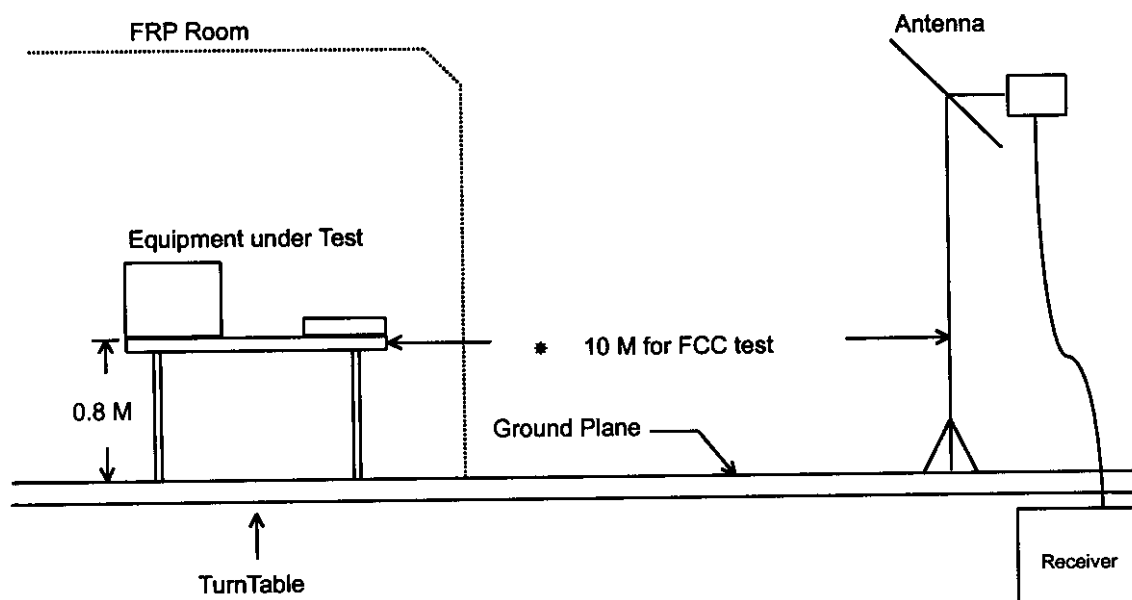 FRP Room
Antenna
Equipment under Test
* 10 M for FCC test
0.8 M
Ground Plane
TurnTable
Receiver